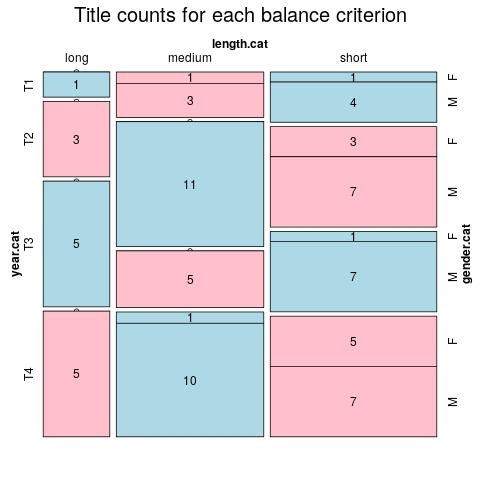 Title counts for each balance criterion
length.cat
long medium short
year.cat
gender.cat
T1
T2
T3
T4
1
3
5
5
1
3
11
5
1
10
1
4
3
7
1
7
5
7
F
M
F
M
F
M
F
M